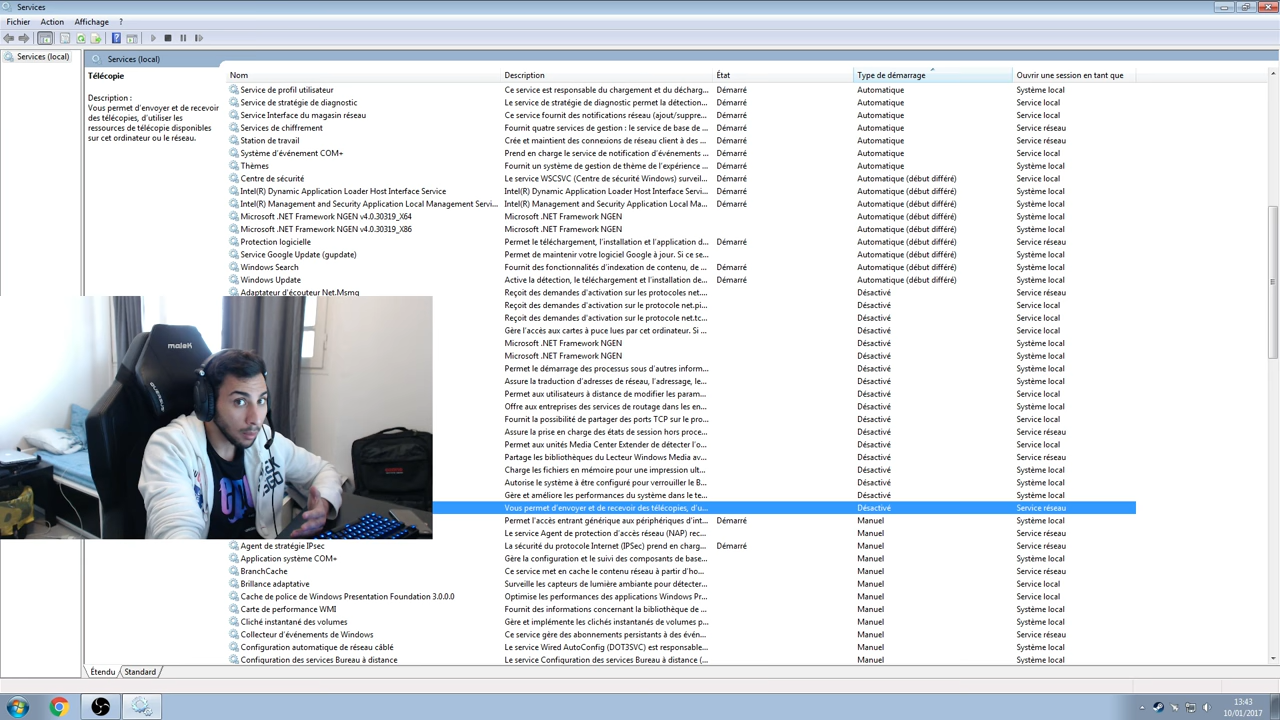 Services
Fichier Action Affichage ?
Services (local)
Services (local)
Télécopie
Description :
Vous permet d'envoyer et de recevoir
des télécopies, d'utiliser les
ressources de télécopie disponibles
sur cet ordinateur ou le réseau.
Nom Description État Type de démarrage Ouvrir une session en tant que
Service de profil utilisateur Ce service est responsable du chargement et du décharg... Démarré Automatique Système local
Service de stratégie de diagnostic Le service de stratégie de diagnostic permet la détection... Démarré Automatique Service local
Service Interface du magasin réseau Ce service fournit des notifications réseau (ajout/suppre... Démarré Automatique Service local
Services de chiffrement Fournit quatre services de gestion : le service de base de ... Démarré Automatique Service réseau
Station de travail Crée et maintient des connexions de réseau client à des ... Démarré Automatique Service réseau
Système d'événement COM+ Prend en charge le service de notification d'événements ... Démarré Automatique Service local
Thèmes Fournit un système de gestion de thème de l'expérience ... Démarré Automatique Système local
Centre de sécurité Le service WSCSVC (Centre de sécurité Windows) surveil... Démarré Automatique (début différé) Service local
Intel(R) Dynamic Application Loader Host Interface Service Intel(R) Dynamic Application Loader Host Interface Servi... Démarré Automatique (début différé) Système local
Intel(R) Management and Security Application Local Management Servi... Intel(R) Management and Security Application Local Ma... Démarré Automatique (début différé) Système local
Microsoft .NET Framework NGEN v4.0.30319_X64 Microsoft .NET Framework NGEN Automatique (début différé) Système local
Microsoft .NET Framework NGEN v4.0.30319_X86 Microsoft .NET Framework NGEN Automatique (début différé) Système local
Protection logicielle Permet le téléchargement, l'installation et l'application d... Démarré Automatique (début différé) Service réseau
Service Google Update (gupdate) Permet de maintenir votre logiciel Google à jour. Si ce se... Automatique (début différé) Système local
Windows Search Fournit des fonctionnalités d'indexation de contenu, de ... Démarré Automatique (début différé) Système local
Windows Update Active la détection, le téléchargement et l'installation de... Démarré Automatique (début différé) Système local
Adaptateur d'écouteur Net.Msmq Reçoit des demandes d'activation sur les protocoles net.... Désactivé Service réseau
Reçoit des demandes d'activation sur le protocole net.pi... Désactivé Service local
Reçoit des demandes d'activation sur le protocole net.tc... Désactivé Service local
Gère l'accès aux cartes à puce lues par cet ordinateur. Si ... Désactivé Service local
Microsoft .NET Framework NGEN Désactivé Système local
Microsoft .NET Framework NGEN Désactivé Système local
Permet le démarrage des processus sous d'autres inform... Désactivé Système local
Assure la traduction d'adresses de réseau, l'adressage, le... Désactivé Système local
Permet aux utilisateurs à distance de modifier les param... Désactivé Service local
Offre aux entreprises des services de routage dans les en... Désactivé Système local
Fournit la possibilité de partager des ports TCP sur le pro... Désactivé Service local
Assure la prise en charge des états de session hors proce... Désactivé Service réseau
Permet aux unités Media Center Extender de détecter l'o... Désactivé Service local
Partage les bibliothèques du Lecteur Windows Media av... Désactivé Service réseau
Charge les fichiers en mémoire pour une impression ult... Désactivé Système local
Autorise le système à être configuré pour verrouiller le B... Désactivé Système local
Gère et améliore les performances du système dans le te... Désactivé Système local
Vous permet d'envoyer et de recevoir des télécopies, d'u... Désactivé Service réseau
Permet l'accès entrant générique aux périphériques d'int... Démarré Manuel Système local
Le service Agent de protection d'accès réseau (NAP) rec... Manuel Service réseau
Agent de stratégie IPsec La sécurité du protocole Internet (IPSec) prend en charg... Démarré Manuel Service réseau
Application système COM+ Gère la configuration et le suivi des composants de base... Manuel Système local
BranchCache Ce service met en cache le contenu réseau à partir d'ho... Manuel Service réseau
Brillance adaptative Surveille les capteurs de lumière ambiante pour détecter... Manuel Service local
Cache de police de Windows Presentation Foundation 3.0.0.0 Optimise les performances des applications Windows Pr... Manuel Service local
Carte de performance WMI Fournit des informations concernant la bibliothèque de ... Manuel Système local
Cliché instantané des volumes Gère et implémente les clichés instantanés de volumes p... Manuel Système local
Collecteur d'événements de Windows Ce service gère des abonnements persistants à des évén... Manuel Service réseau
Configuration automatique de réseau câblé Le service Wired AutoConfig (DOT3SVC) est responsable... Manuel Système local
Configuration des services Bureau à distance Le service Configuration des services Bureau à distance (... Manuel Système local
Étendu Standard
13:43
10/01/2017